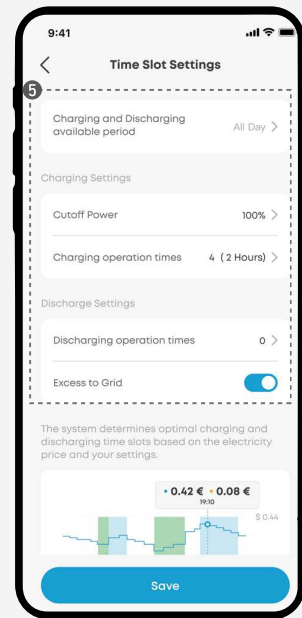 9:41
Time Slot Settings
5
Charging and Discharging
available period
All Day >
Charging Settings
Cutoff Power
100% >
Charging operation times
4 ( 2 Hours) >
Discharge Settings
Discharging operation times
0 >
Excess to Grid
The system determines optimal charging and
discharging time slots based on the electricity
price and your settings.
• 0.42 € • 0.08 €
19:10
$ 0.44
Save